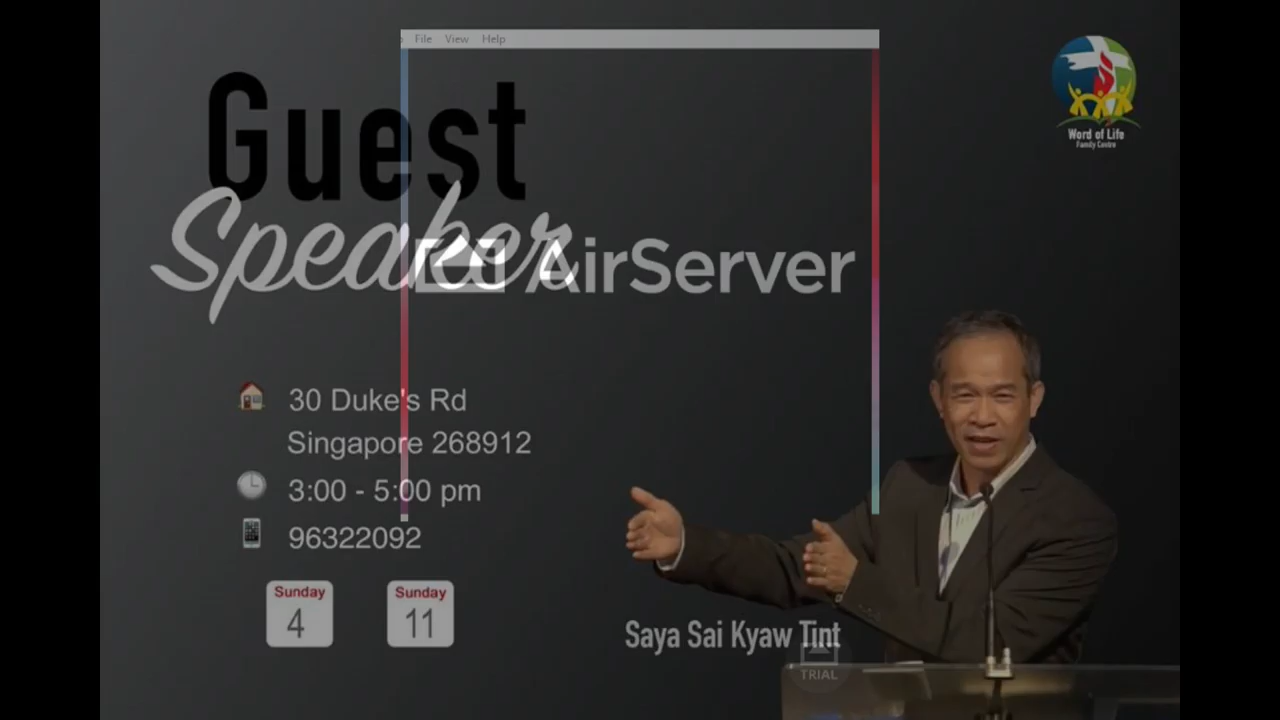 File View Help
Guest
Speaker
AirServer
Word of Life
Family Centre
30 Duke's Rd
Singapore 268912
3:00 - 5:00 pm
96322092
Sunday
4
Sunday
11
Saya Sai Kyaw Tint
TRIAL